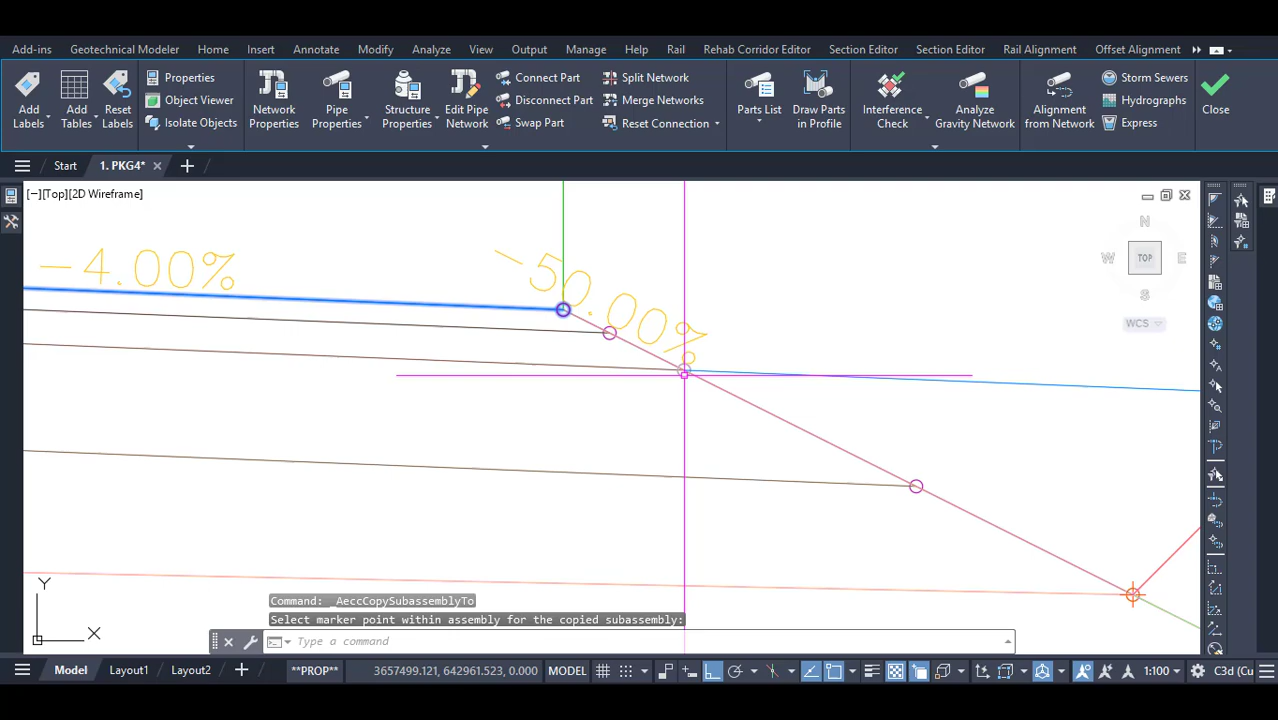 Add-ins Geotechnical Modeler Home Insert Annotate Modify Analyze View Output Manage Help Rail Rehab Corridor Editor Section Editor Section Editor Rail Alignment Offset Alignment
Add Labels
Add Tables
Reset Labels
Properties
Object Viewer
Isolate Objects
Network Properties
Pipe Properties
Structure Properties
Edit Pipe Network
Connect Part
Disconnect Part
Swap Part
Split Network
Merge Networks
Reset Connection
Parts List
Draw Parts in Profile
Interference Check
Analyze Gravity Network
Alignment from Network
Storm Sewers
Hydrographs
Express
Close
Start 1. PKG4*
[−][Top][2D Wireframe]
N
W TOP E
S
WCS
-4.00%
-50.00%
Y
X
Command: _AeccCopySubassemblyTo
Select marker point within assembly for the copied subassembly:
Type a command
Model Layout1 Layout2 **PROP** 3657499.121, 642961.523, 0.000 MODEL 1:100 C3d (Cu